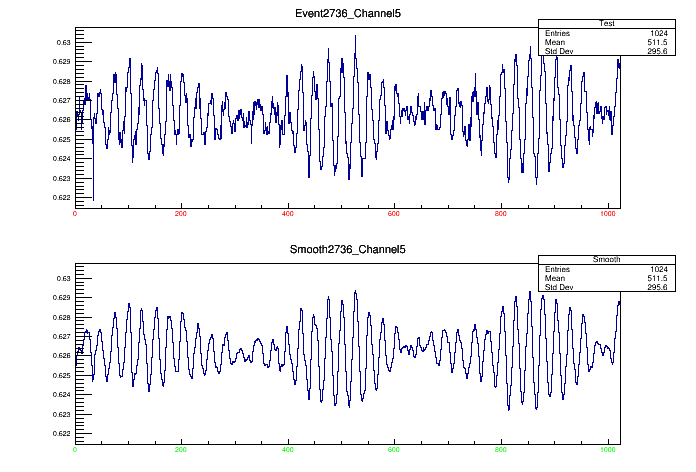 Event2736_Channel5
Test
Entries 1024
Mean 511.5
Std Dev 295.6
0.63
0.629
0.628
0.627
0.626
0.625
0.624
0.623
0.622
0 200 400 600 800 1000
Smooth2736_Channel5
Smooth
Entries 1024
Mean 511.5
Std Dev 295.6
0.63
0.629
0.628
0.627
0.626
0.625
0.624
0.623
0.622
0 200 400 600 800 1000